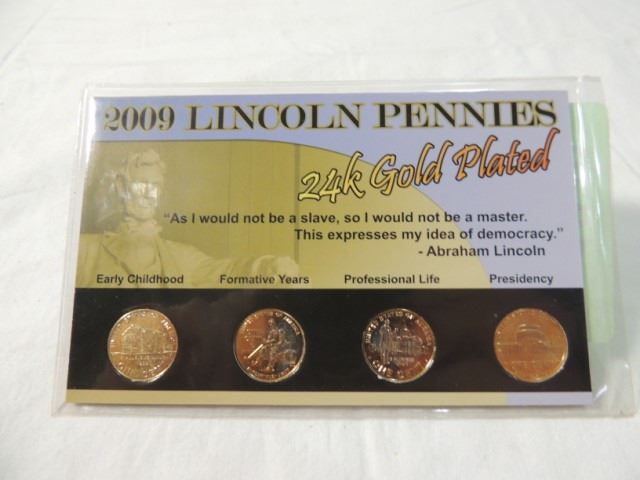 2009 LINCOLN PENNIES
24k Gold Plated
“As I would not be a slave, so I would not be a master.
This expresses my idea of democracy.”
- Abraham Lincoln
Early Childhood Formative Years Professional Life Presidency